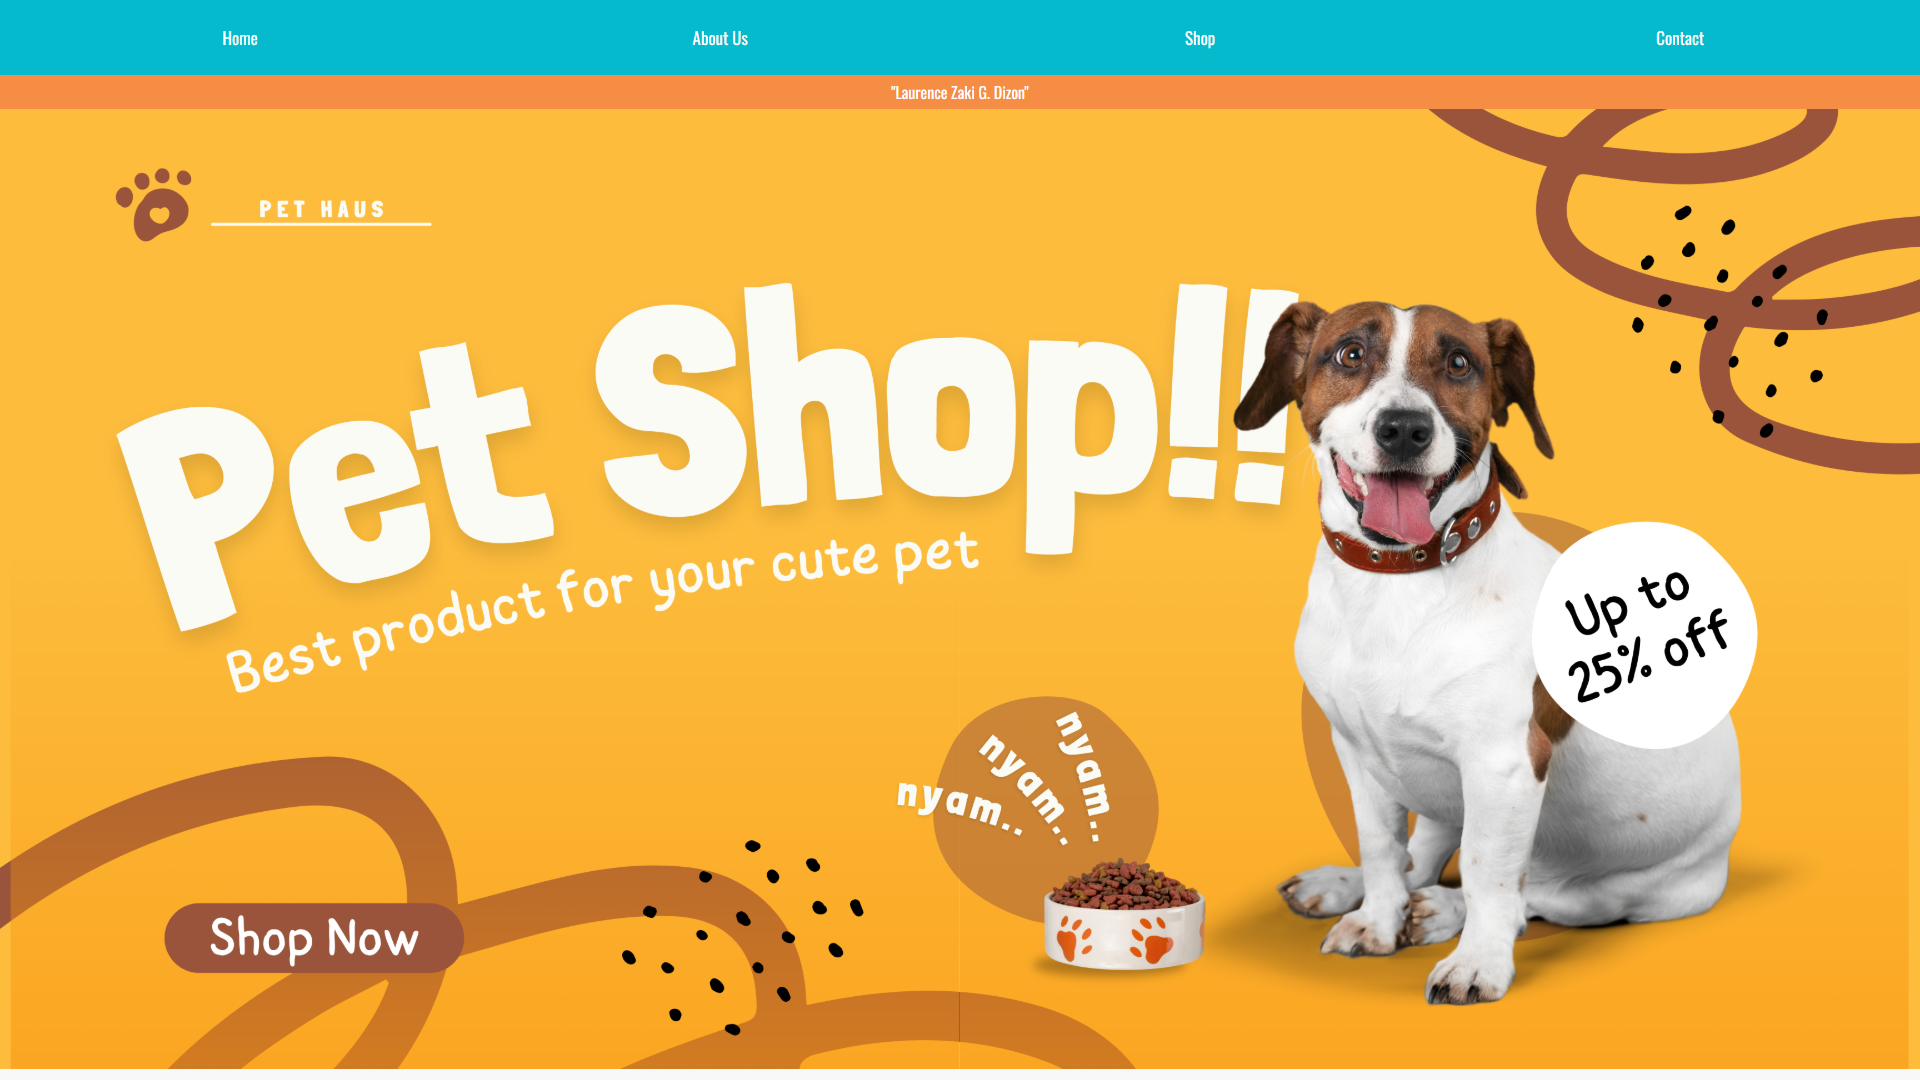 Home
About Us
Shop
Contact
"Laurence Zaki G. Dizon"
PET HAUS
Pet Shop!!
Best product for your cute pet
nyam..
nyam..
nyam..
Up to
25% off
Shop Now